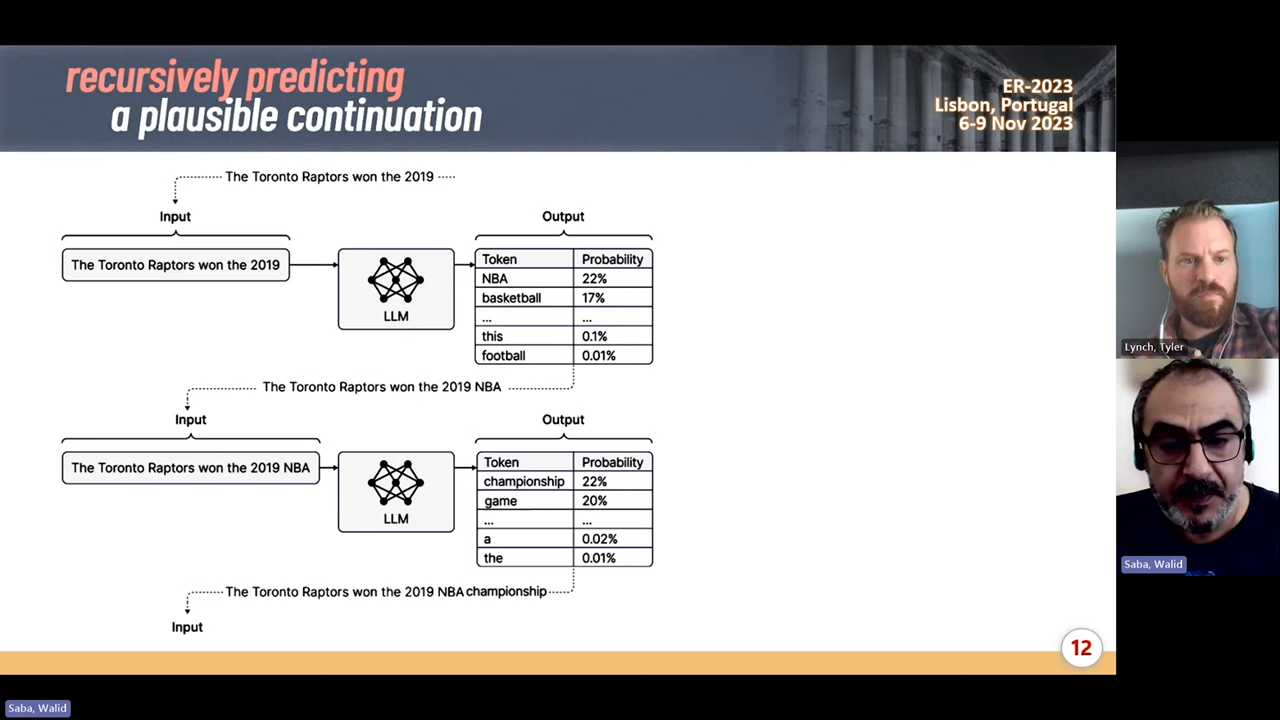 recursively predicting
a plausible continuation
ER-2023
Lisbon, Portugal
6-9 Nov 2023
The Toronto Raptors won the 2019
Input
Output
The Toronto Raptors won the 2019
LLM
Token Probability
NBA 22%
basketball 17%
... ...
this 0.1%
football 0.01%
The Toronto Raptors won the 2019 NBA
Input
Output
The Toronto Raptors won the 2019 NBA
LLM
Token Probability
championship 22%
game 20%
... ...
a 0.02%
the 0.01%
The Toronto Raptors won the 2019 NBA championship
Input
12
Lynch, Tyler
Saba, Walid
Saba, Walid